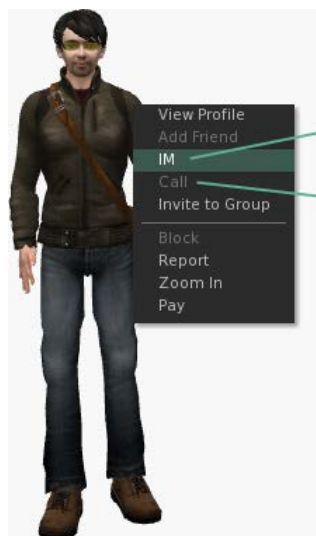 View Profile
Add Friend
IM
Call
Invite to Group
Block
Report
Zoom In
Pay